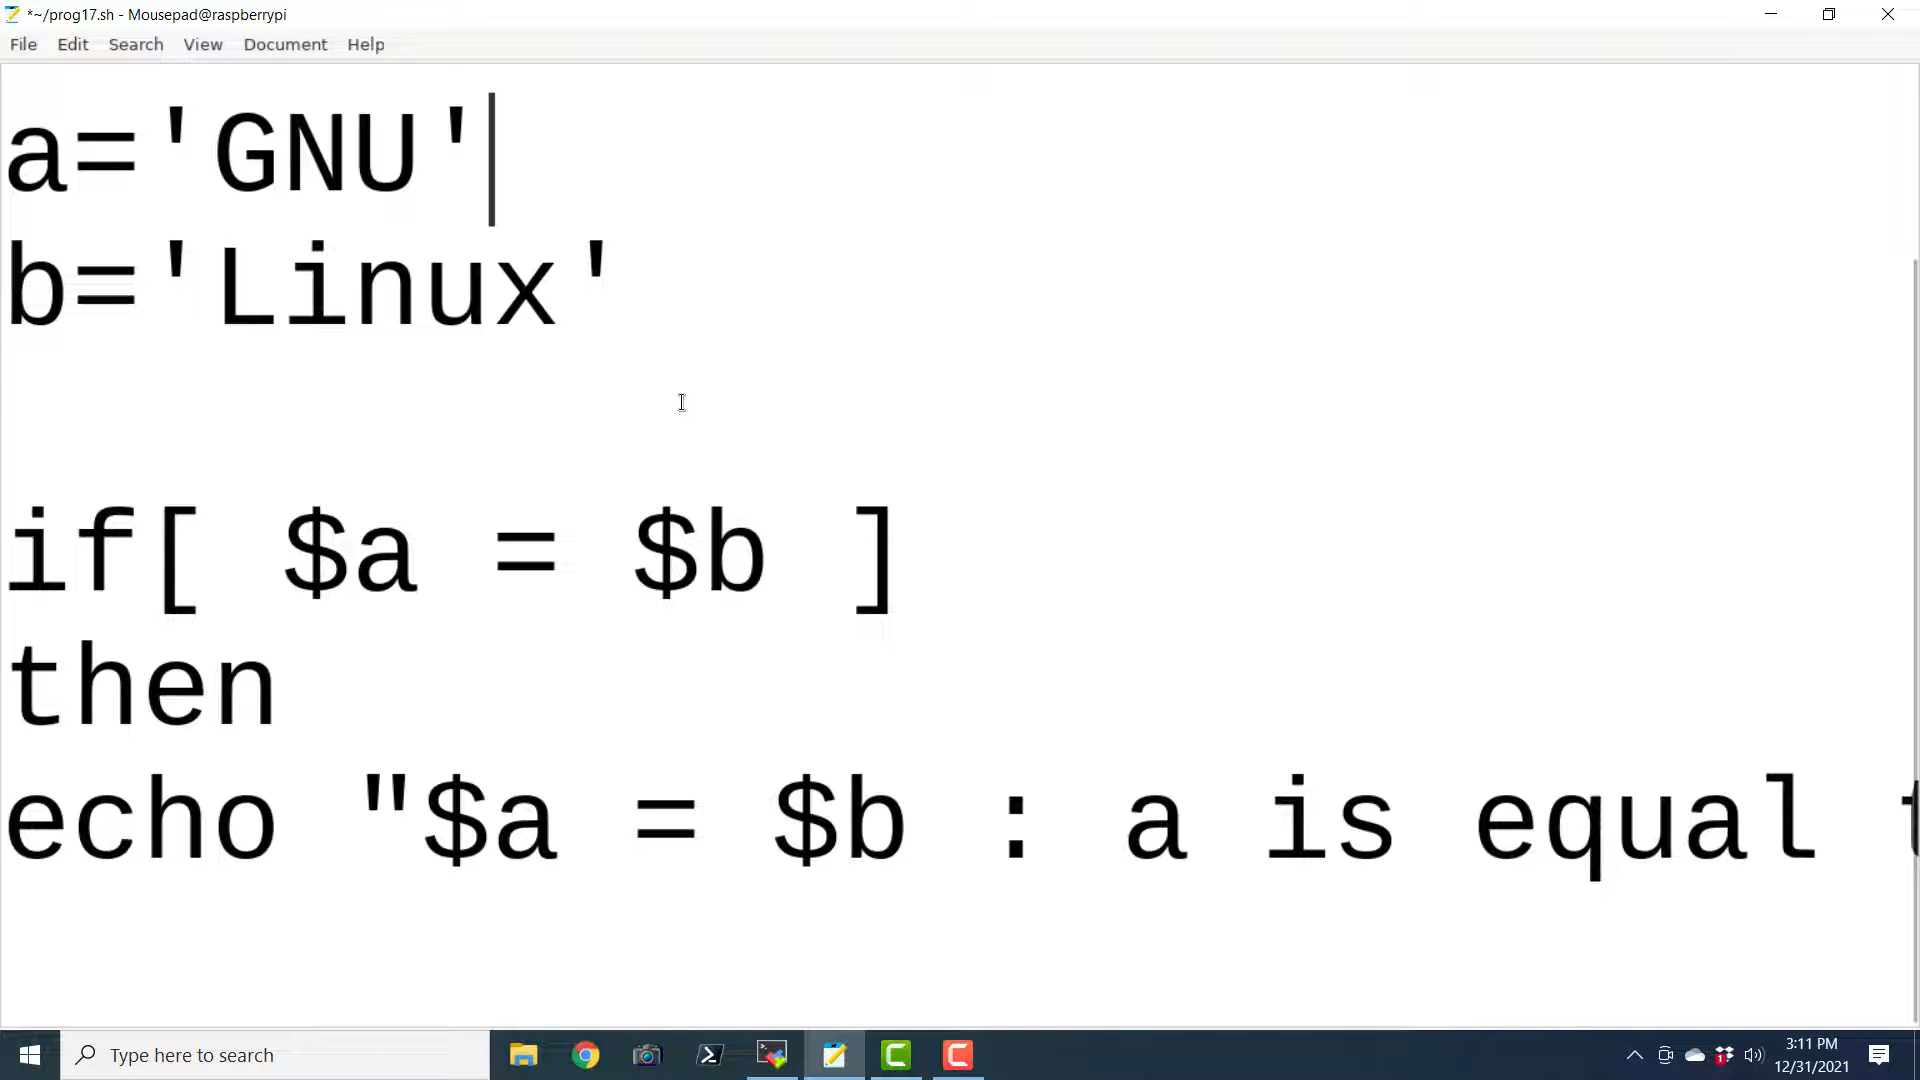 *~/prog17.sh - Mousepad@raspberrypi
File Edit Search View Document Help
a='GNU'
b='Linux'
if[ $a = $b ]
then
echo "$a = $b : a is equal
Type here to search
1
3:11 PM
12/31/2021